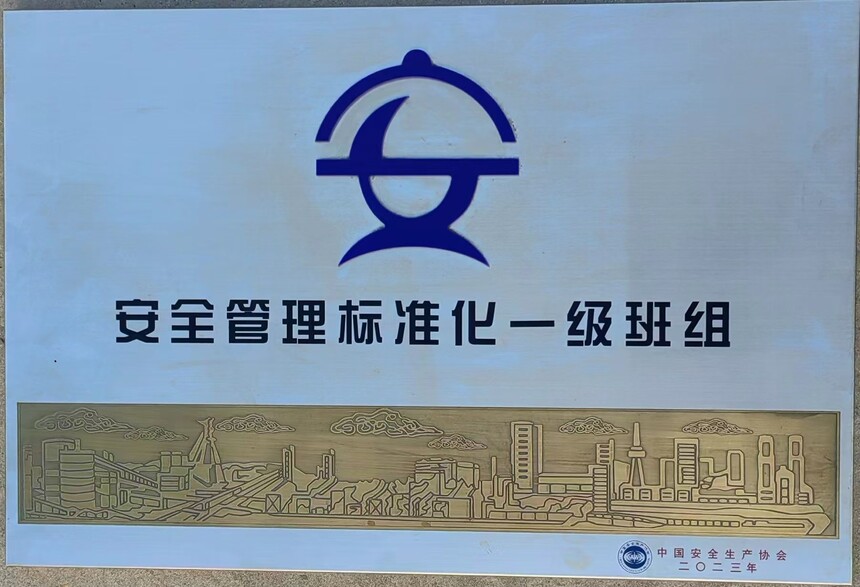 安全管理标准化一级班组
中国安全生产协会
二〇二三年